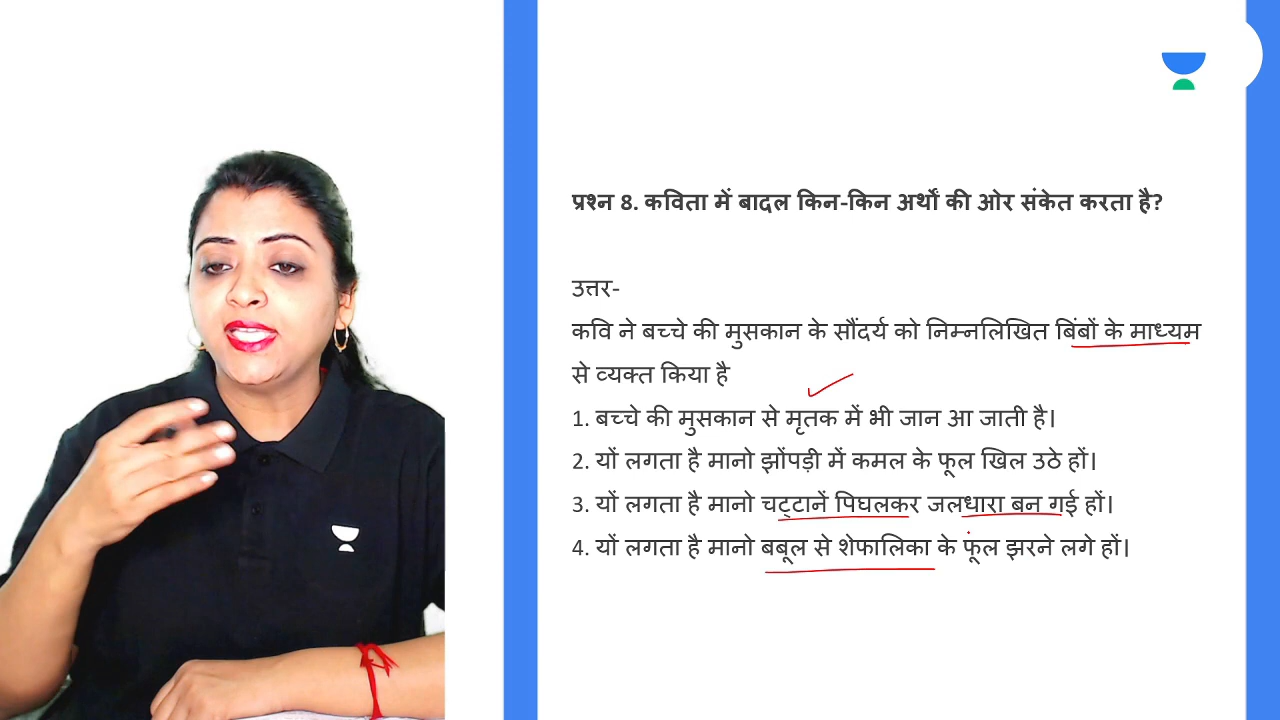 प्रश्न 8. कविता में बादल किन-किन अर्थों की ओर संकेत करता है?
उत्तर-
कवि ने बच्चे की मुसकान के सौंदर्य को निम्नलिखित बिंबों के माध्यम
से व्यक्त किया है
1. बच्चे की मुसकान से मृतक में भी जान आ जाती है।
2. यों लगता है मानो झोंपड़ी में कमल के फूल खिल उठे हों।
3. यों लगता है मानो चट्टानें पिघलकर जलधारा बन गई हों।
4. यों लगता है मानो बबूल से शेफालिका के फूल झरने लगे हों।